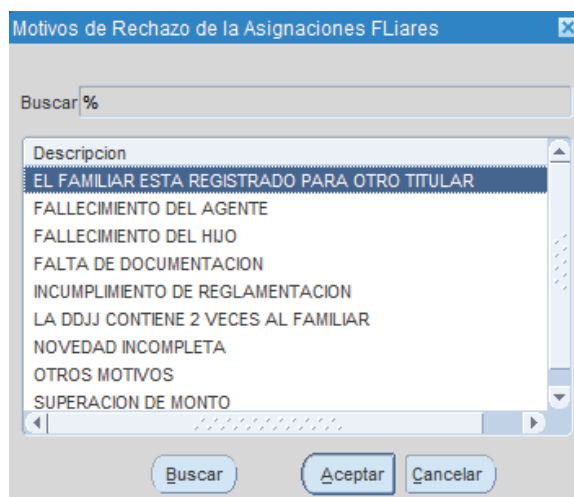 Motivos de Rechazo de la Asignaciones FLiares
Buscar %
Descripcion
EL FAMILIAR ESTA REGISTRADO PARA OTRO TITULAR
FALLECIMIENTO DEL AGENTE
FALLECIMIENTO DEL HIJO
FALTA DE DOCUMENTACION
INCUMPLIMIENTO DE REGLAMENTACION
LA DDJJ CONTIENE 2 VECES AL FAMILIAR
NOVEDAD INCOMPLETA
OTROS MOTIVOS
SUPERACION DE MONTO
Buscar Aceptar Cancelar